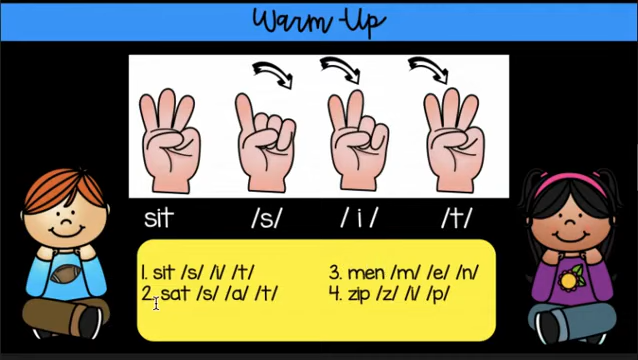 Warm-Up
sit /s/ / i / /t/
1. sit /s/ /i/ /t/
2. sat /s/ /a/ /t/
3. men /m/ /e/ /n/
4. zip /z/ /i/ /p/